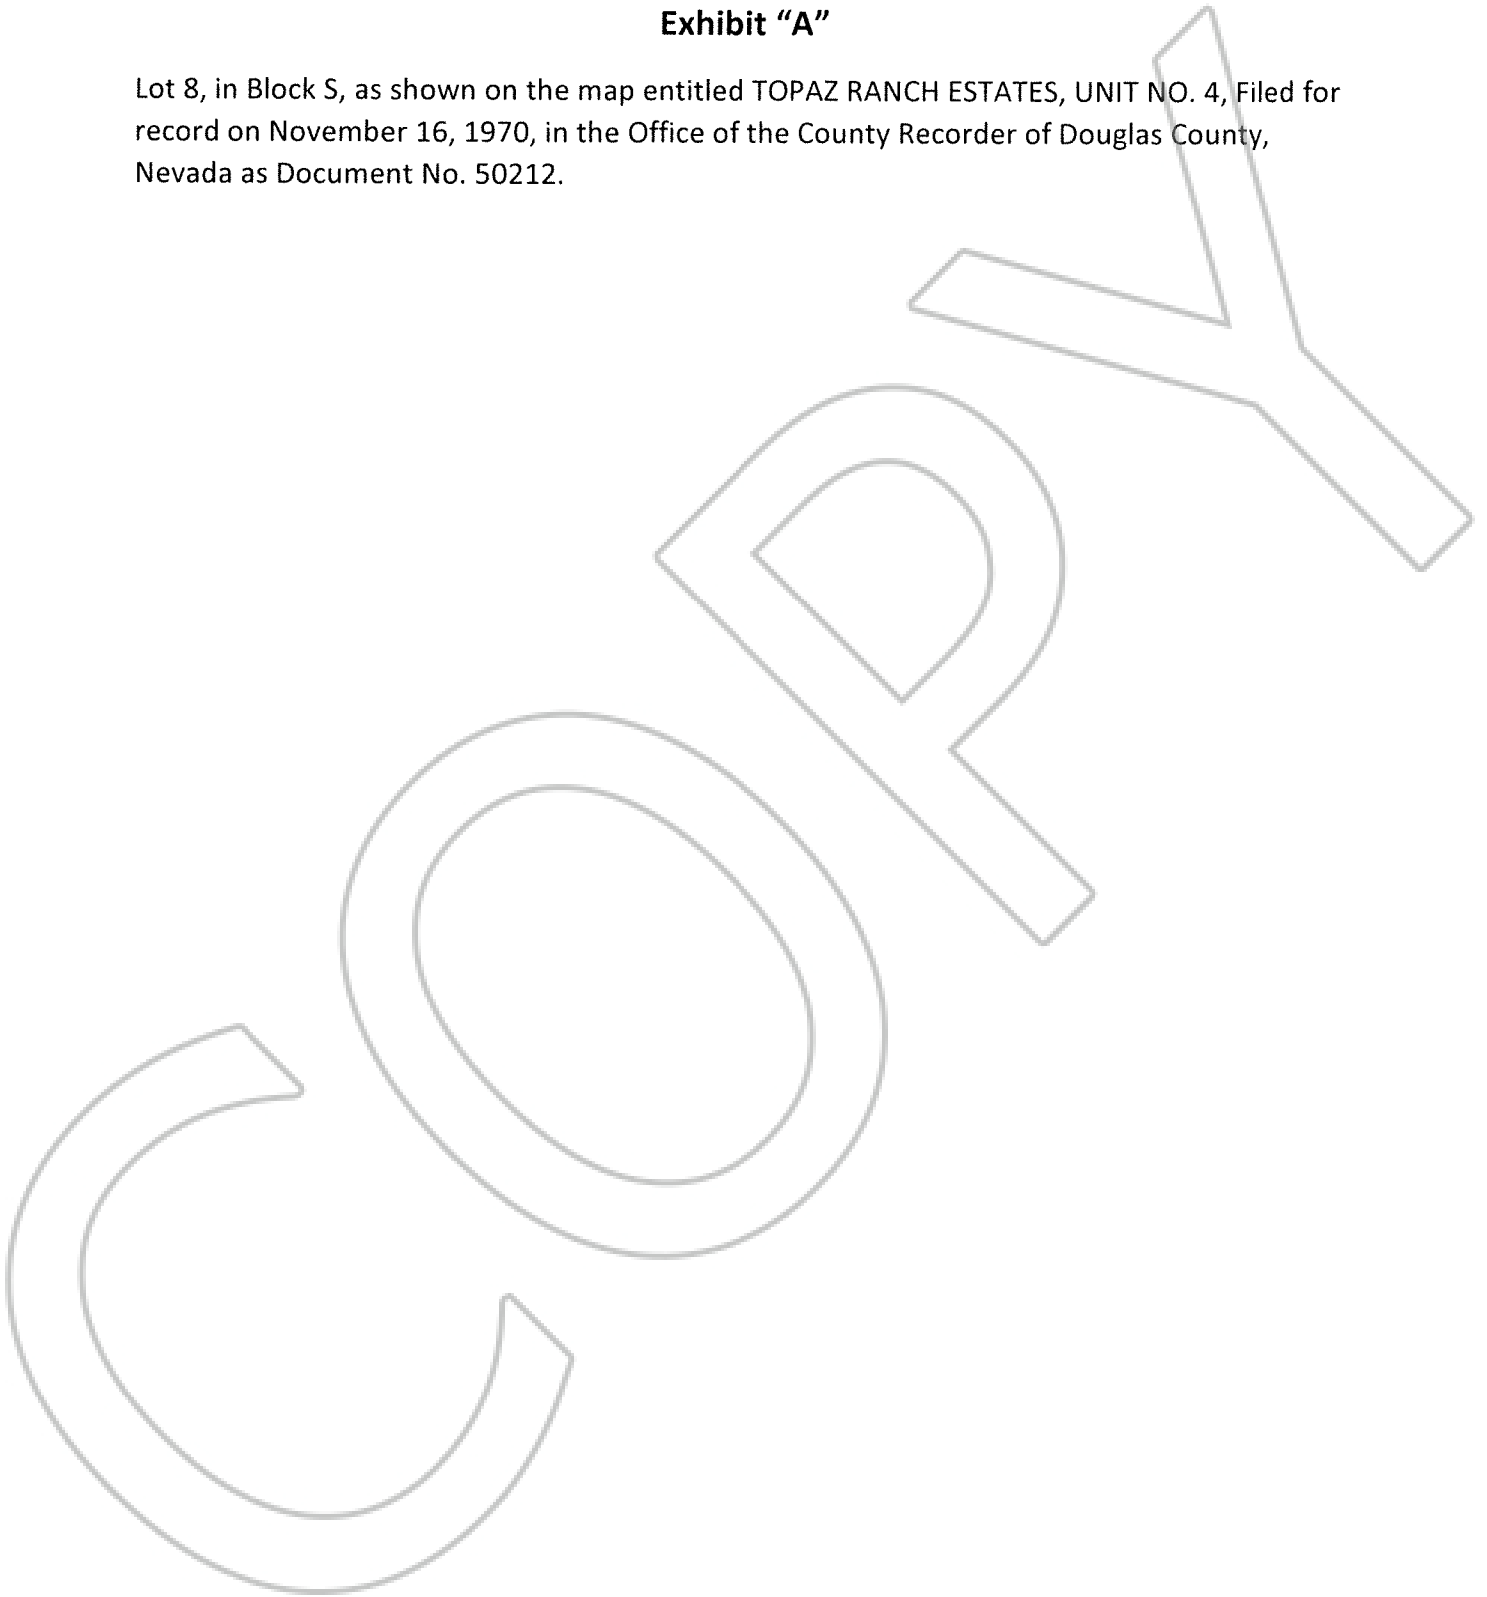 Exhibit “A”
Lot 8, in Block S, as shown on the map entitled TOPAZ RANCH ESTATES, UNIT NO. 4, Filed for
record on November 16, 1970, in the Office of the County Recorder of Douglas County,
Nevada as Document No. 50212.
COPY